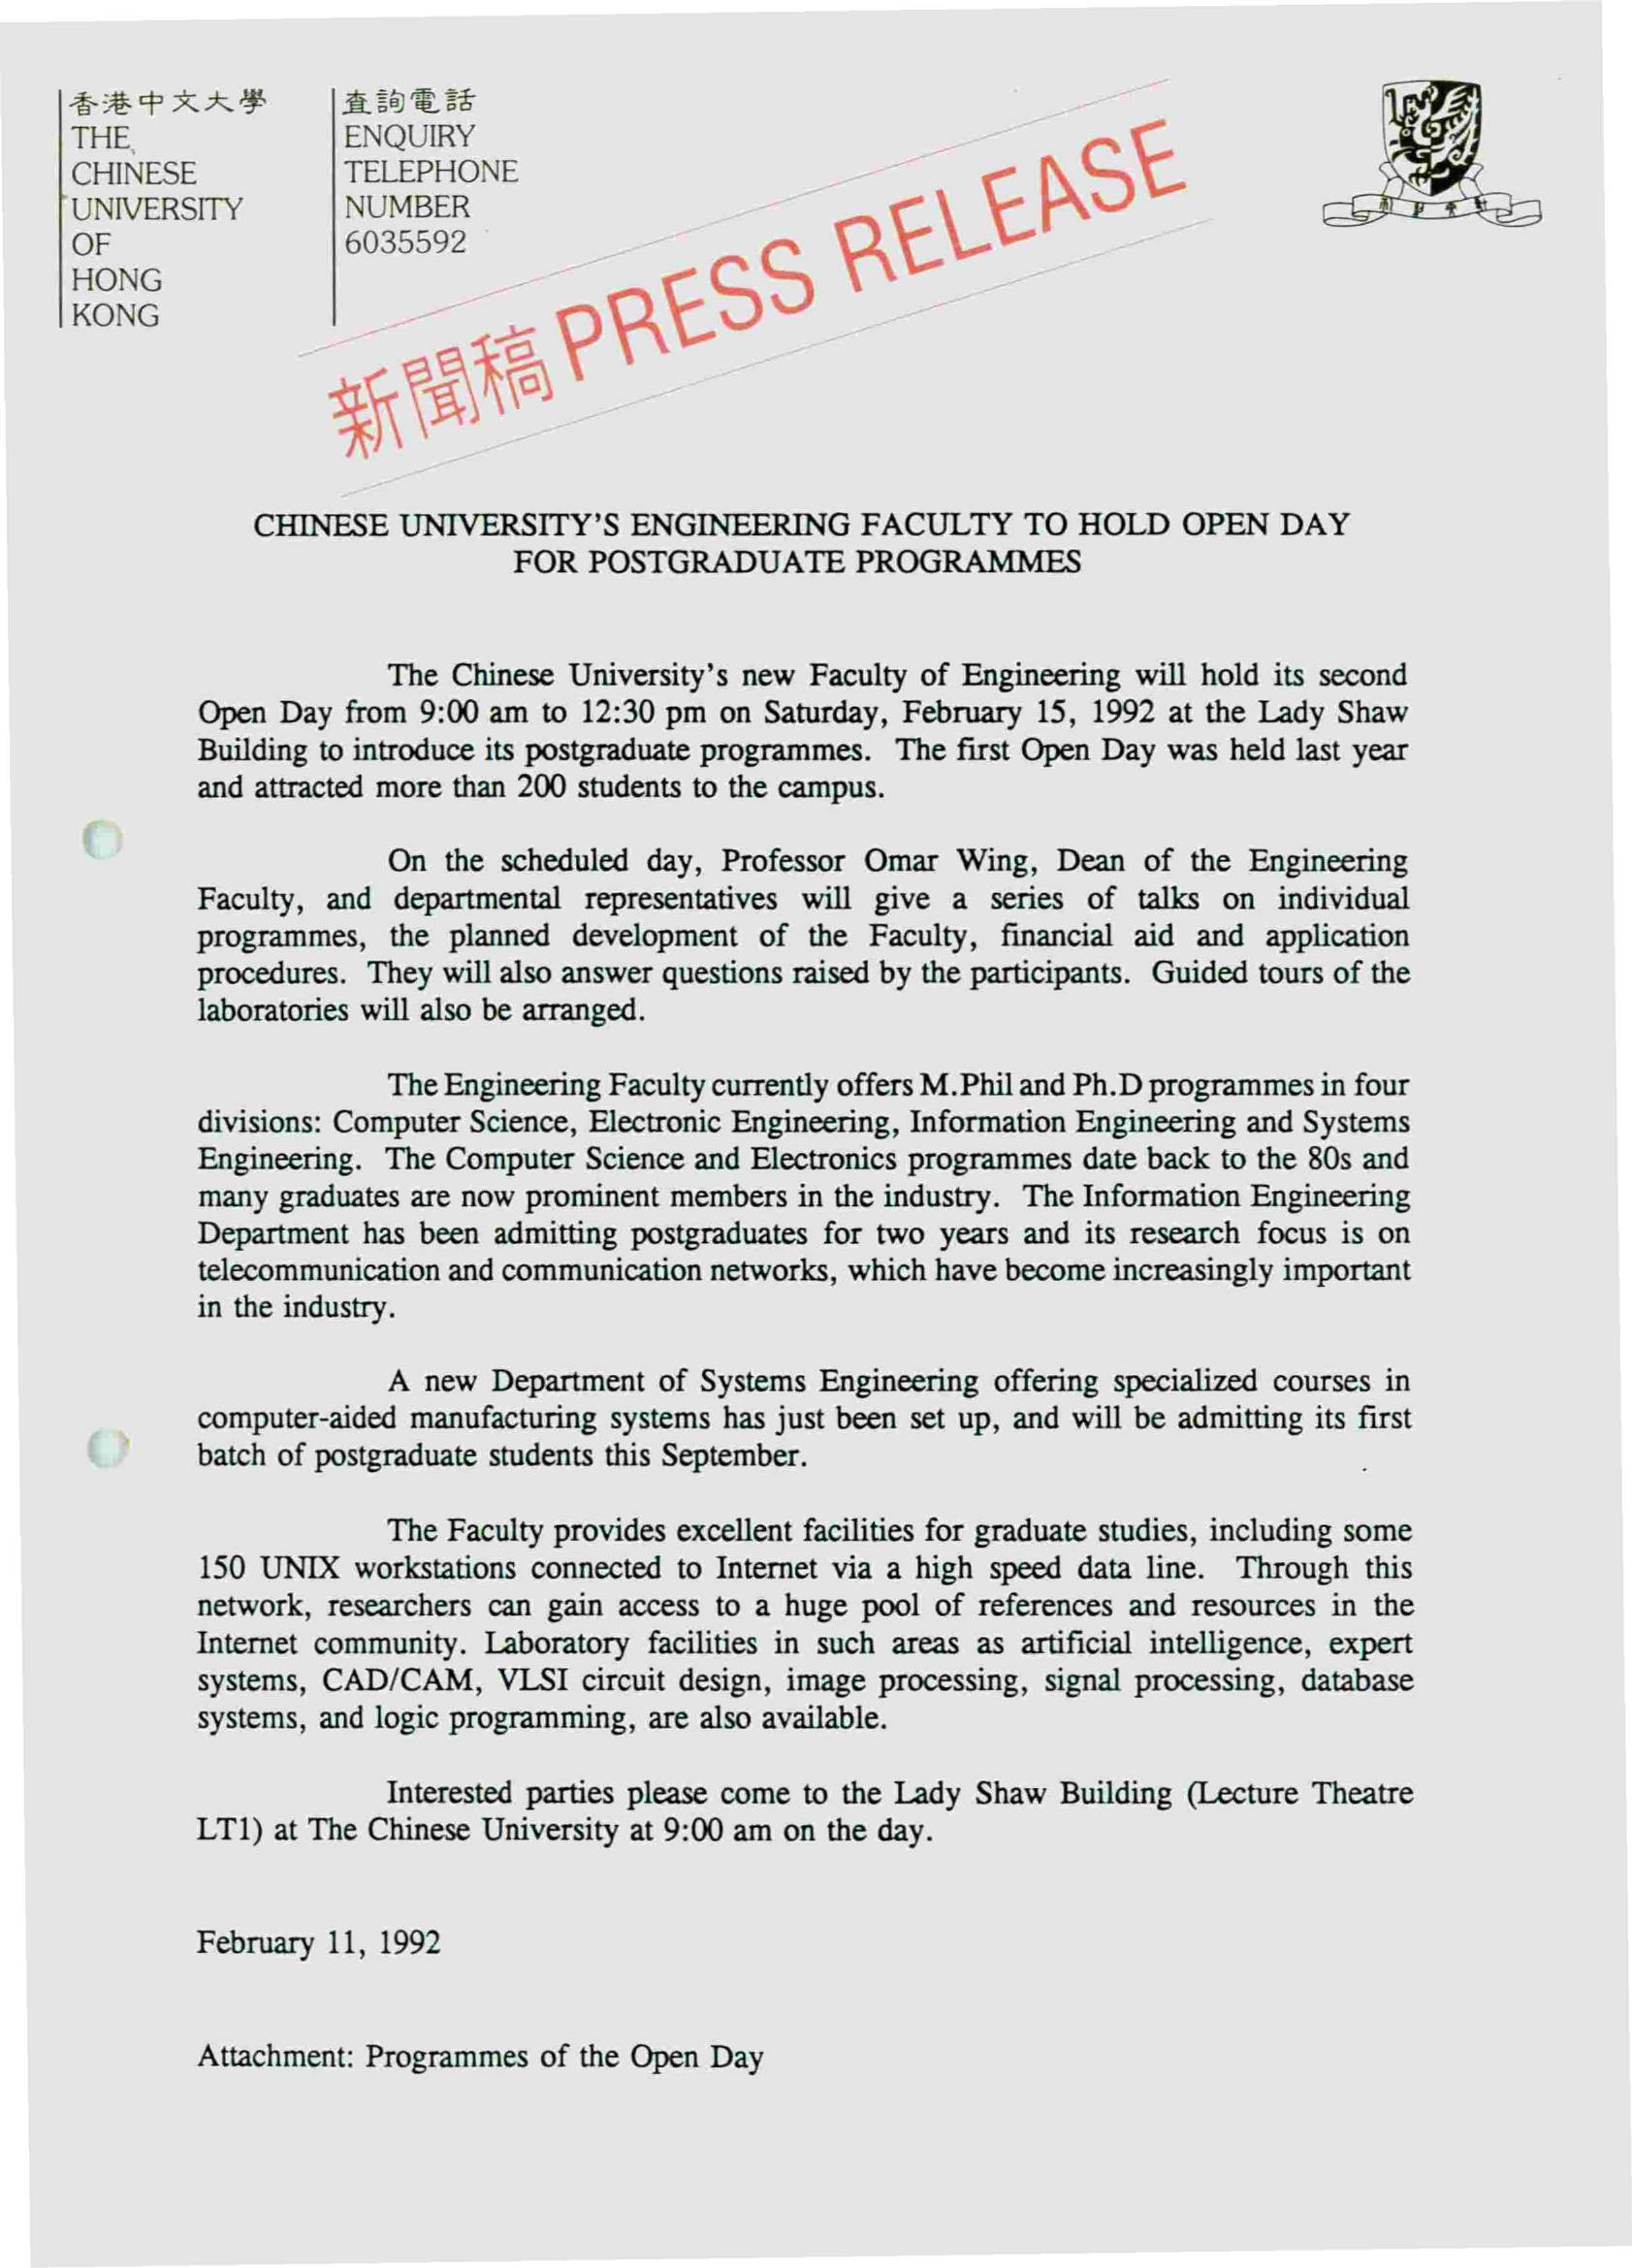 香港中文大學
THE
CHINESE
UNIVERSITY
OF
HONG
KONG
查詢電話
ENQUIRY
TELEPHONE
NUMBER
6035592
新聞稿 PRESS RELEASE
CHINESE UNIVERSITY'S ENGINEERING FACULTY TO HOLD OPEN DAY
FOR POSTGRADUATE PROGRAMMES
The Chinese University's new Faculty of Engineering will hold its second
Open Day from 9:00 am to 12:30 pm on Saturday, February 15, 1992 at the Lady Shaw
Building to introduce its postgraduate programmes. The first Open Day was held last year
and attracted more than 200 students to the campus.
On the scheduled day, Professor Omar Wing, Dean of the Engineering
Faculty, and departmental representatives will give a series of talks on individual
programmes, the planned development of the Faculty, financial aid and application
procedures. They will also answer questions raised by the participants. Guided tours of the
laboratories will also be arranged.
The Engineering Faculty currently offers M.Phil and Ph.D programmes in four
divisions: Computer Science, Electronic Engineering, Information Engineering and Systems
Engineering. The Computer Science and Electronics programmes date back to the 80s and
many graduates are now prominent members in the industry. The Information Engineering
Department has been admitting postgraduates for two years and its research focus is on
telecommunication and communication networks, which have become increasingly important
in the industry.
A new Department of Systems Engineering offering specialized courses in
computer-aided manufacturing systems has just been set up, and will be admitting its first
batch of postgraduate students this September.
The Faculty provides excellent facilities for graduate studies, including some
150 UNIX workstations connected to Internet via a high speed data line. Through this
network, researchers can gain access to a huge pool of references and resources in the
Internet community. Laboratory facilities in such areas as artificial intelligence, expert
systems, CAD/CAM, VLSI circuit design, image processing, signal processing, database
systems, and logic programming, are also available.
Interested parties please come to the Lady Shaw Building (Lecture Theatre
LT1) at The Chinese University at 9:00 am on the day.
February 11, 1992
Attachment: Programmes of the Open Day